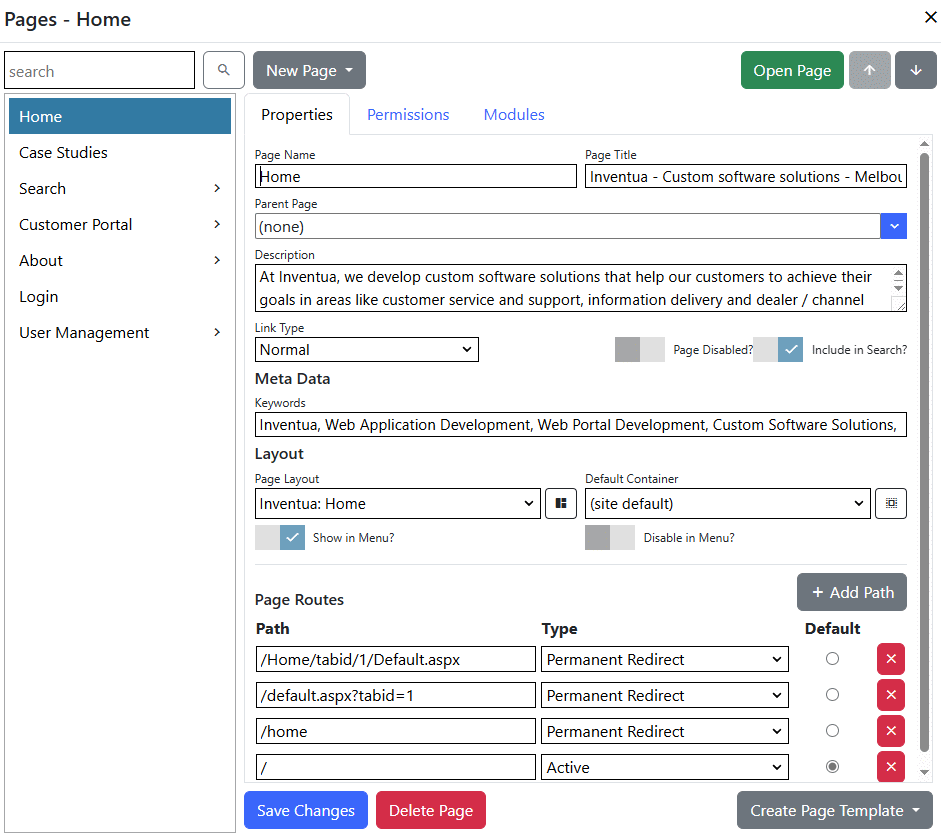 Pages - Home
search
New Page
Open Page
Home
Case Studies
Search
Customer Portal
About
Login
User Management
Properties Permissions Modules
Page Name Page Title
Home Inventua - Custom software solutions - Melbou
Parent Page
(none)
Description
At Inventua, we develop custom software solutions that help our customers to achieve their
goals in areas like customer service and support, information delivery and dealer / channel
Link Type
Normal Page Disabled? Include in Search?
Meta Data
Keywords
Inventua, Web Application Development, Web Portal Development, Custom Software Solutions,
Layout
Page Layout Default Container
Inventua: Home (site default)
Show in Menu? Disable in Menu?
Page Routes + Add Path
Path Type Default
/Home/tabid/1/Default.aspx Permanent Redirect
/default.aspx?tabid=1 Permanent Redirect
/home Permanent Redirect
/ Active
Save Changes Delete Page Create Page Template